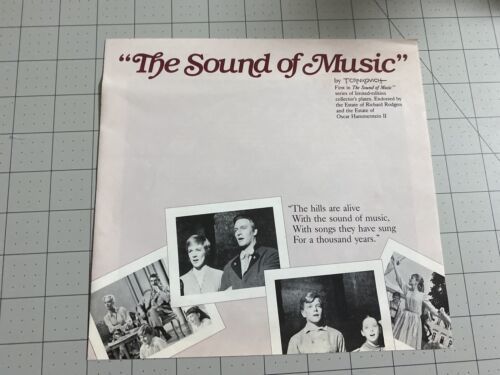 “The Sound of Music”
by
First in The Sound of Music™
series of limited-edition
collector's plates. Endorsed by
the Estate of Richard Rodgers
and the Estate of
Oscar Hammerstein II
“The hills are alive
With the sound of music,
With songs they have sung
For a thousand years.”